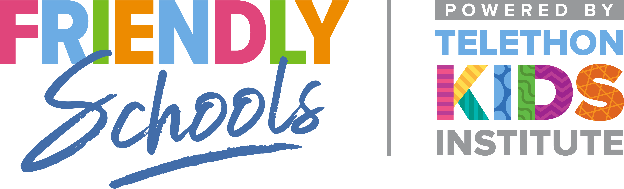 FRIENDLY
Schools
POWERED BY
TELETHON
KIDS
INSTITUTE